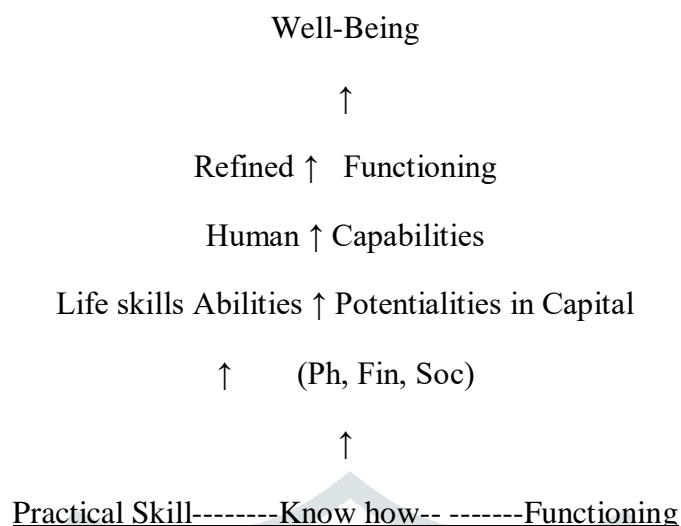 Well-Being
↑
Refined ↑ Functioning
Human ↑ Capabilities
Life skills Abilities ↑ Potentialities in Capital
↑ (Ph, Fin, Soc)
↑
Practical Skill--------Know how-- -------Functioning